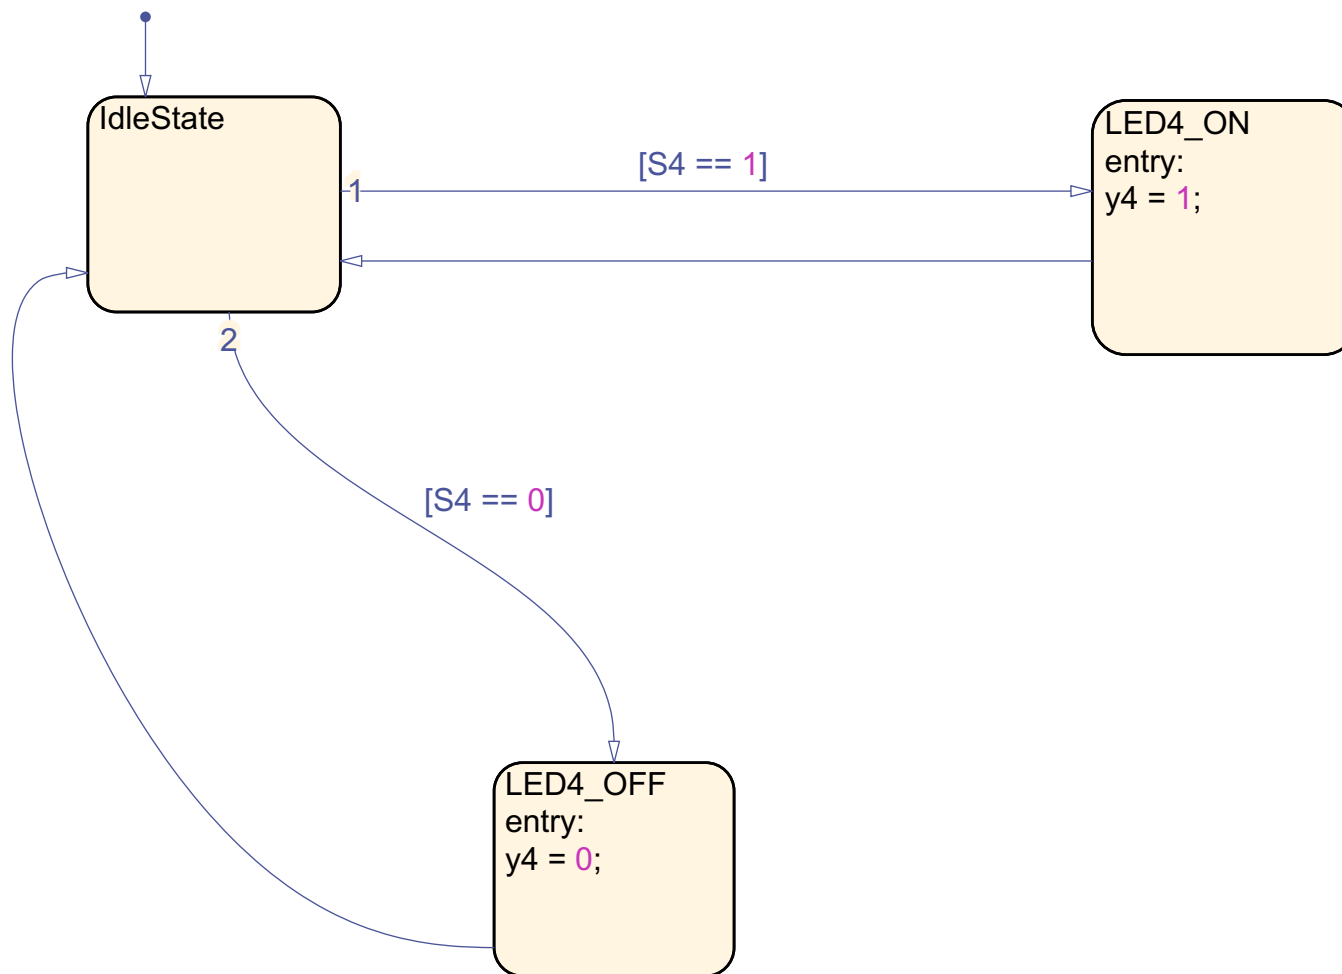 IdleState
LED4_ON
entry:
y4 = 1;
[S4 == 1]
1
2
[S4 == 0]
LED4_OFF
entry:
y4 = 0;